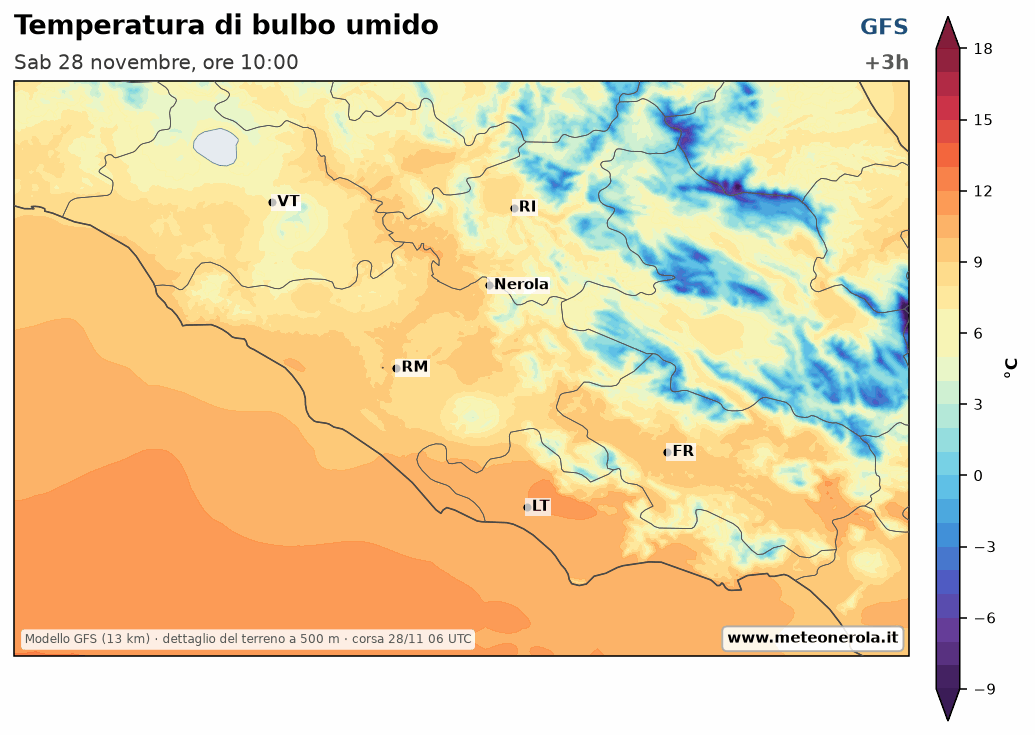 Temperatura di bulbo umido
GFS
Sab 28 novembre, ore 10:00
+3h
VT
RI
Nerola
RM
FR
LT
Modello GFS (13 km) · dettaglio del terreno a 500 m · corsa 28/11 06 UTC
www.meteonerola.it
18
15
12
9
6
3
0
−3
−6
−9
°C